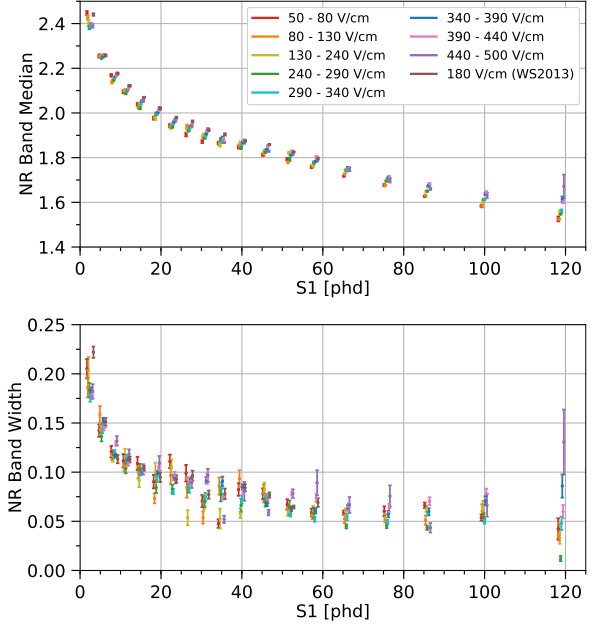 2.4
2.2
2.0
1.8
1.6
1.4
NR Band Median
50 - 80 V/cm
80 - 130 V/cm
130 - 240 V/cm
240 - 290 V/cm
290 - 340 V/cm
340 - 390 V/cm
390 - 440 V/cm
440 - 500 V/cm
180 V/cm (WS2013)
0 20 40 60 80 100 120
S1 [phd]
0.25
0.20
0.15
0.10
0.05
0.00
NR Band Width
0 20 40 60 80 100 120
S1 [phd]